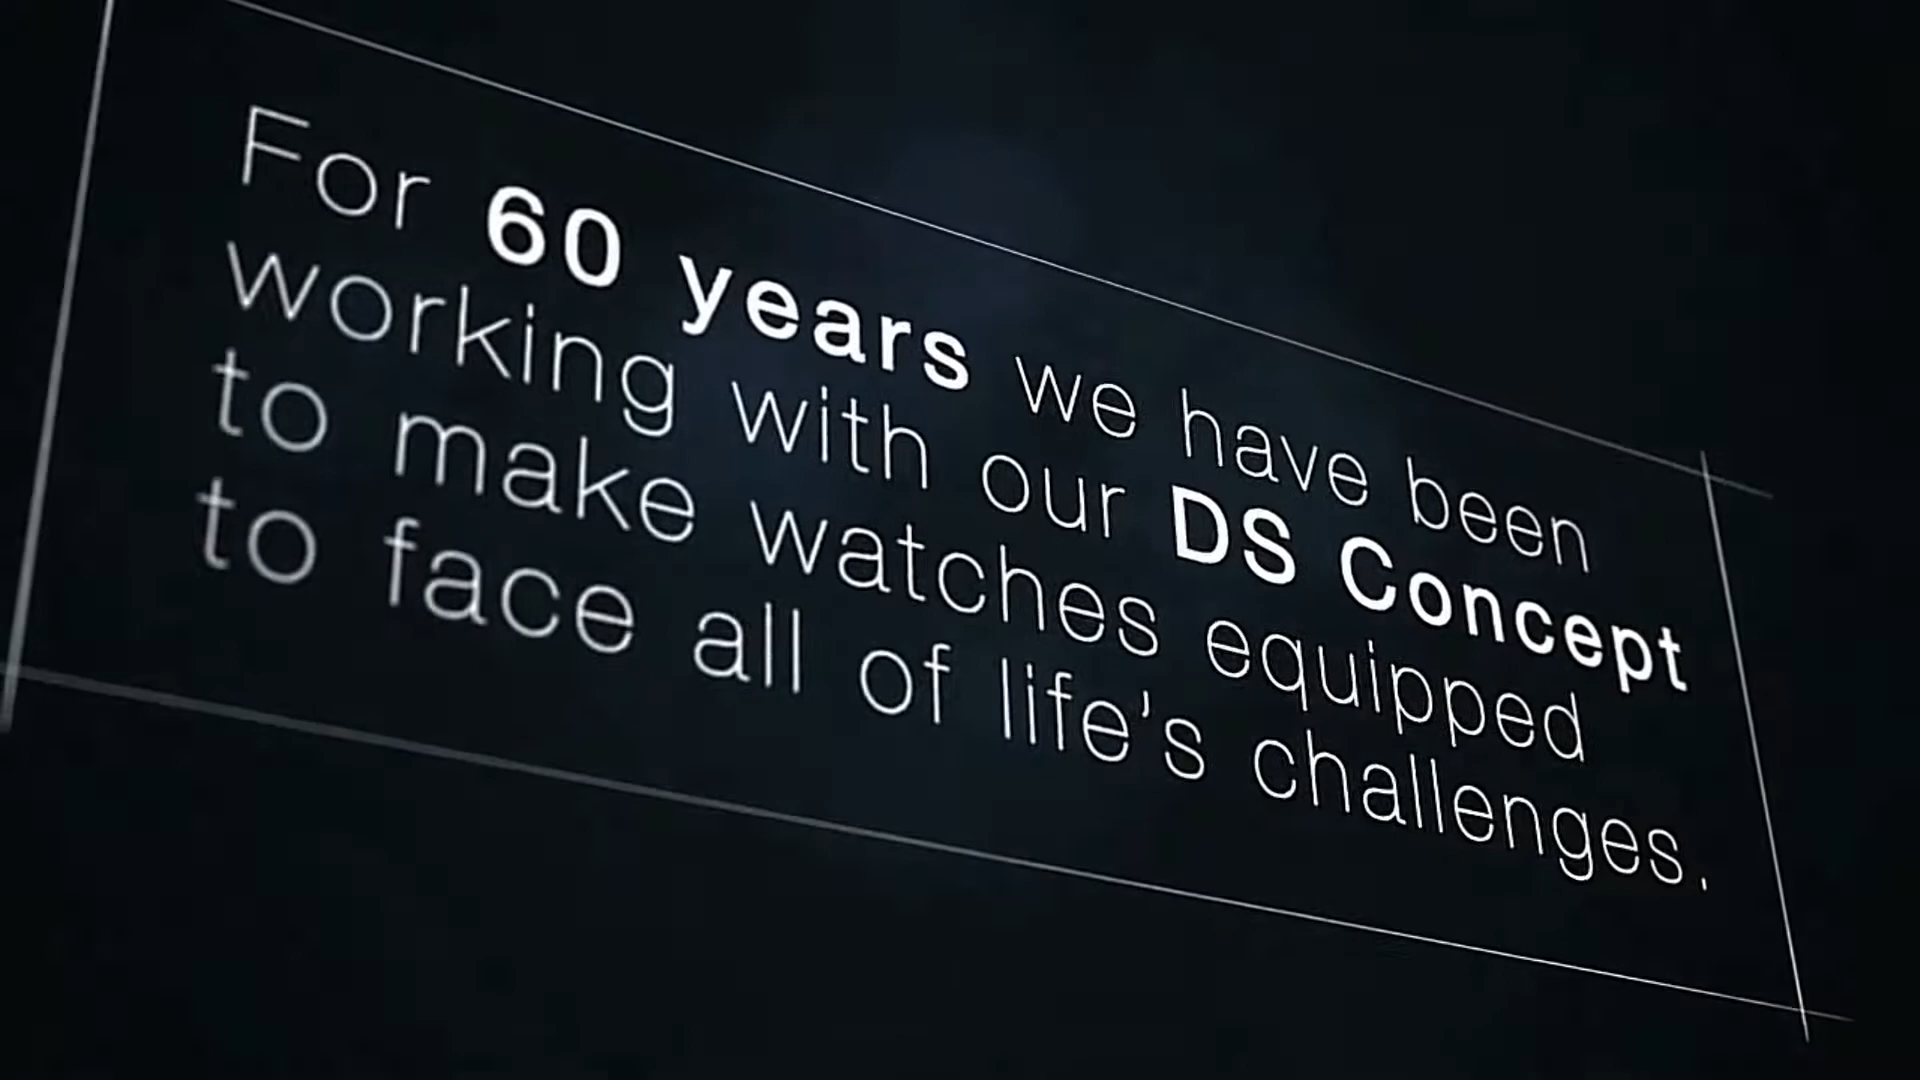 For 60 years we have been
working with our DS Concept
to make watches equipped
to face all of life's challenges.